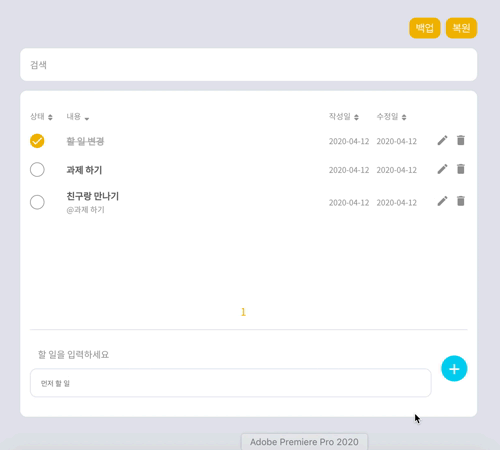 백업 복원
검색
상태 내용 작성일 수정일
할 일 변경 2020-04-12 2020-04-12
과제 하기 2020-04-12 2020-04-12
친구랑 만나기 2020-04-12 2020-04-12
@과제 하기
1
할 일을 입력하세요
먼저 할 일
Adobe Premiere Pro 2020